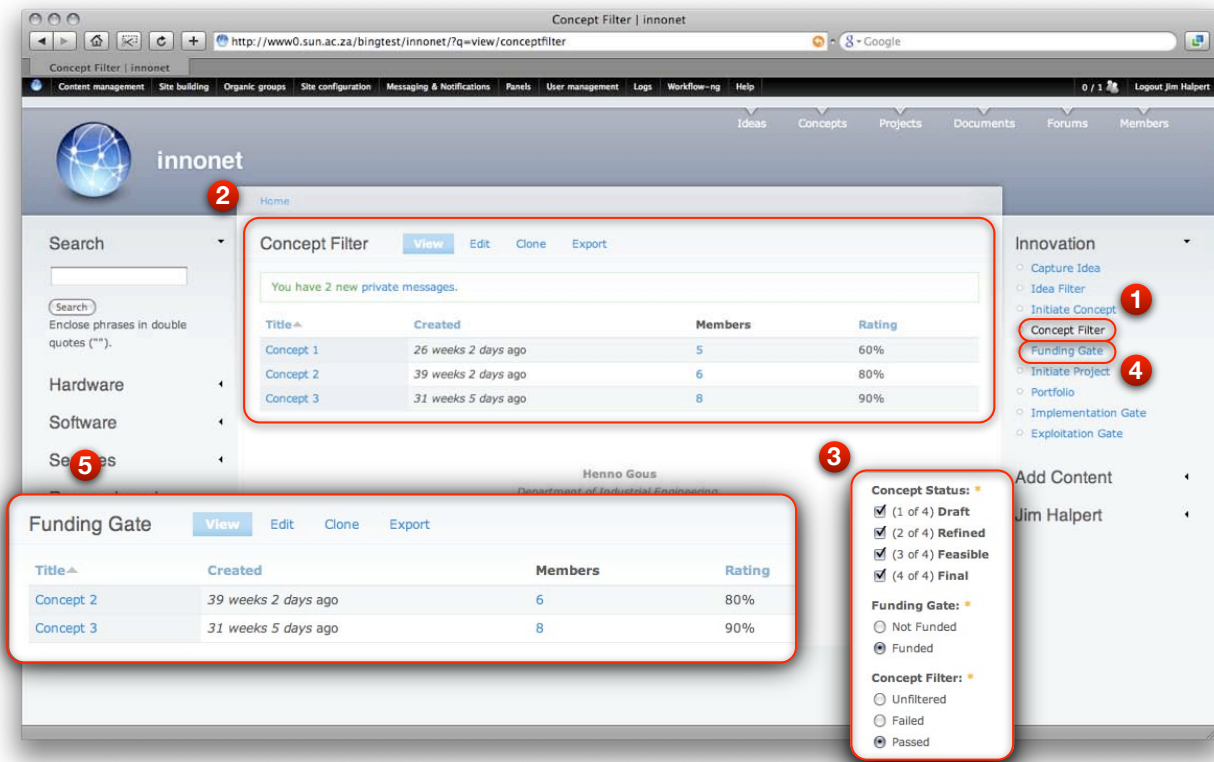 Concept Filter | innonet
http://www0.sun.ac.za/bingtest/innonet/?q=view/conceptfilter
Google
Concept Filter | innonet
Content management Site building Organic groups Site configuration Messaging & Notifications Panels User management Logs Workflow-ng Help 0 / 1 Logout Jim Halpert
Ideas Concepts Projects Documents Forums Members
innonet
2
Home
Search
Search
Enclose phrases in double
quotes ("").
Hardware
Software
5
Concept Filter View Edit Clone Export
You have 2 new private messages.
Title Created Members Rating
Concept 1 26 weeks 2 days ago 5 60%
Concept 2 39 weeks 2 days ago 6 80%
Concept 3 31 weeks 5 days ago 8 90%
Henno Gous
Department of Industrial Engineering
Innovation
Capture Idea
Idea Filter
Initiate Concept
1
Concept Filter
Funding Gate
4
Initiate Project
Portfolio
Implementation Gate
Exploitation Gate
Add Content
Jim Halpert
3
Concept Status: *
(1 of 4) Draft
(2 of 4) Refined
(3 of 4) Feasible
(4 of 4) Final
Funding Gate: *
Not Funded
Funded
Concept Filter: *
Unfiltered
Failed
Passed
Funding Gate View Edit Clone Export
Title Created Members Rating
Concept 2 39 weeks 2 days ago 6 80%
Concept 3 31 weeks 5 days ago 8 90%